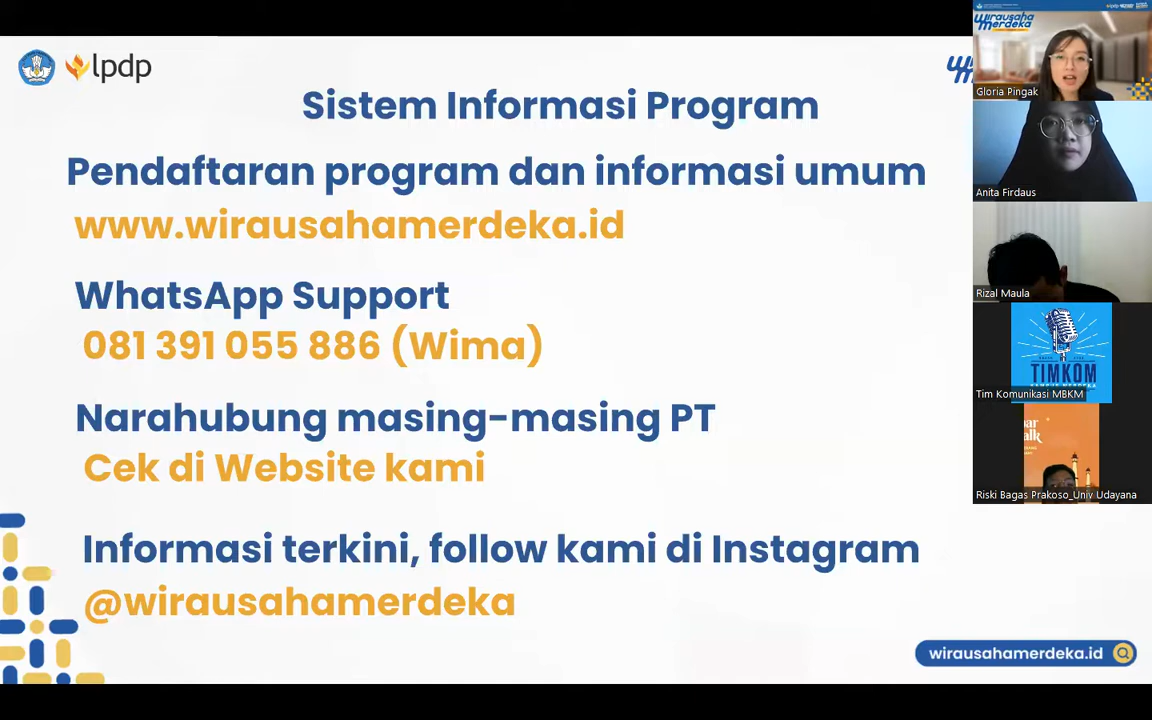 lpdp
Sistem Informasi Program
Pendaftaran program dan informasi umum
www.wirausahamerdeka.id
WhatsApp Support
081 391 055 886 (Wima)
Narahubung masing-masing PT
Cek di Website kami
Informasi terkini, follow kami di Instagram
@wirausahamerdeka
wirausahamerdeka.id
wirausaha
merdeka
Gloria Pingak
Anita Firdaus
Rizal Maula
TIMKOM
Tim Komunikasi MBKM
Riski Bagas Prakoso_Univ Udayana